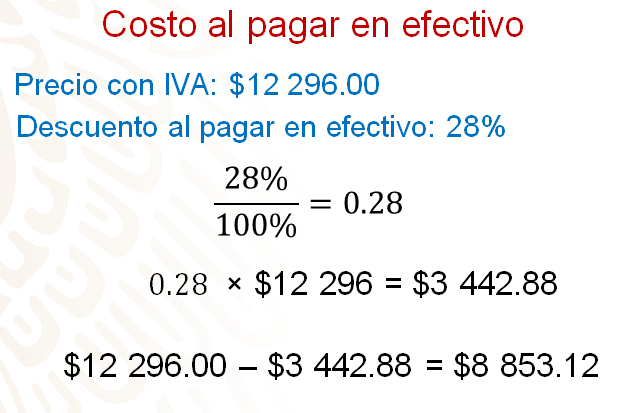 Costo al pagar en efectivo
Precio con IVA: $12 296.00
Descuento al pagar en efectivo: 28%
28%
100%
= 0.28
0.28 × $12 296 = $3 442.88
$12 296.00 – $3 442.88 = $8 853.12